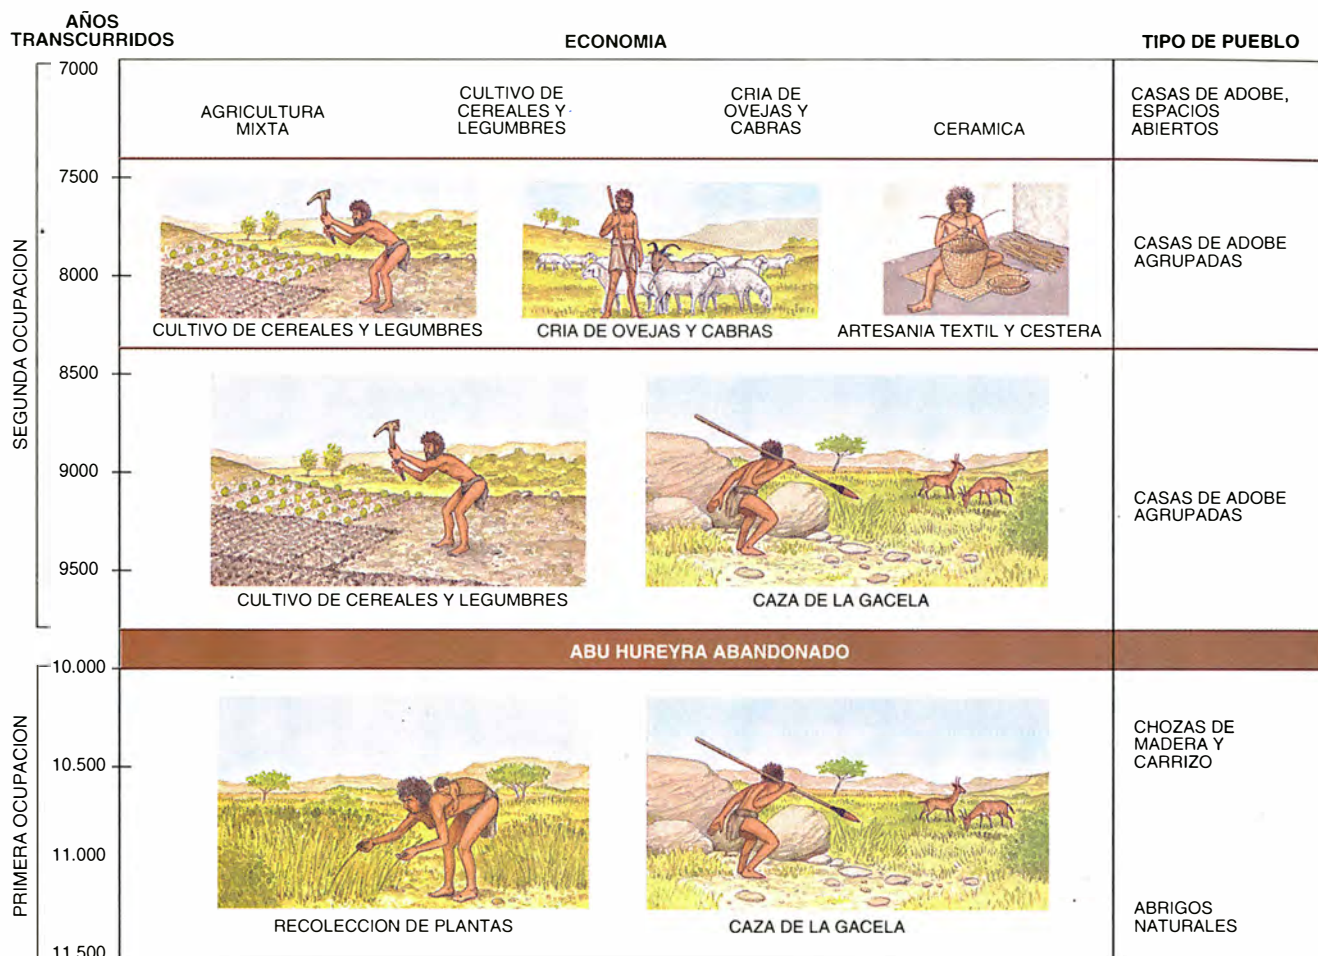 AÑOS
TRANSCURRIDOS
ECONOMIA
TIPO DE PUEBLO
SEGUNDA OCUPACION
7000
AGRICULTURA
MIXTA
CULTIVO DE
CEREALES Y
LEGUMBRES
CRIA DE
OVEJAS Y
CABRAS
CERAMICA
CASAS DE ADOBE,
ESPACIOS
ABIERTOS
7500
8000
CULTIVO DE CEREALES Y LEGUMBRES
CRIA DE OVEJAS Y CABRAS
ARTESANIA TEXTIL Y CESTERA
CASAS DE ADOBE
AGRUPADAS
8500
9000
9500
CULTIVO DE CEREALES Y LEGUMBRES
CAZA DE LA GACELA
CASAS DE ADOBE
AGRUPADAS
ABU HUREYRA ABANDONADO
PRIMERA OCUPACION
10.000
10.500
11.000
11.500
RECOLECCION DE PLANTAS
CAZA DE LA GACELA
CHOZAS DE
MADERA Y
CARRIZO
ABRIGOS
NATURALES